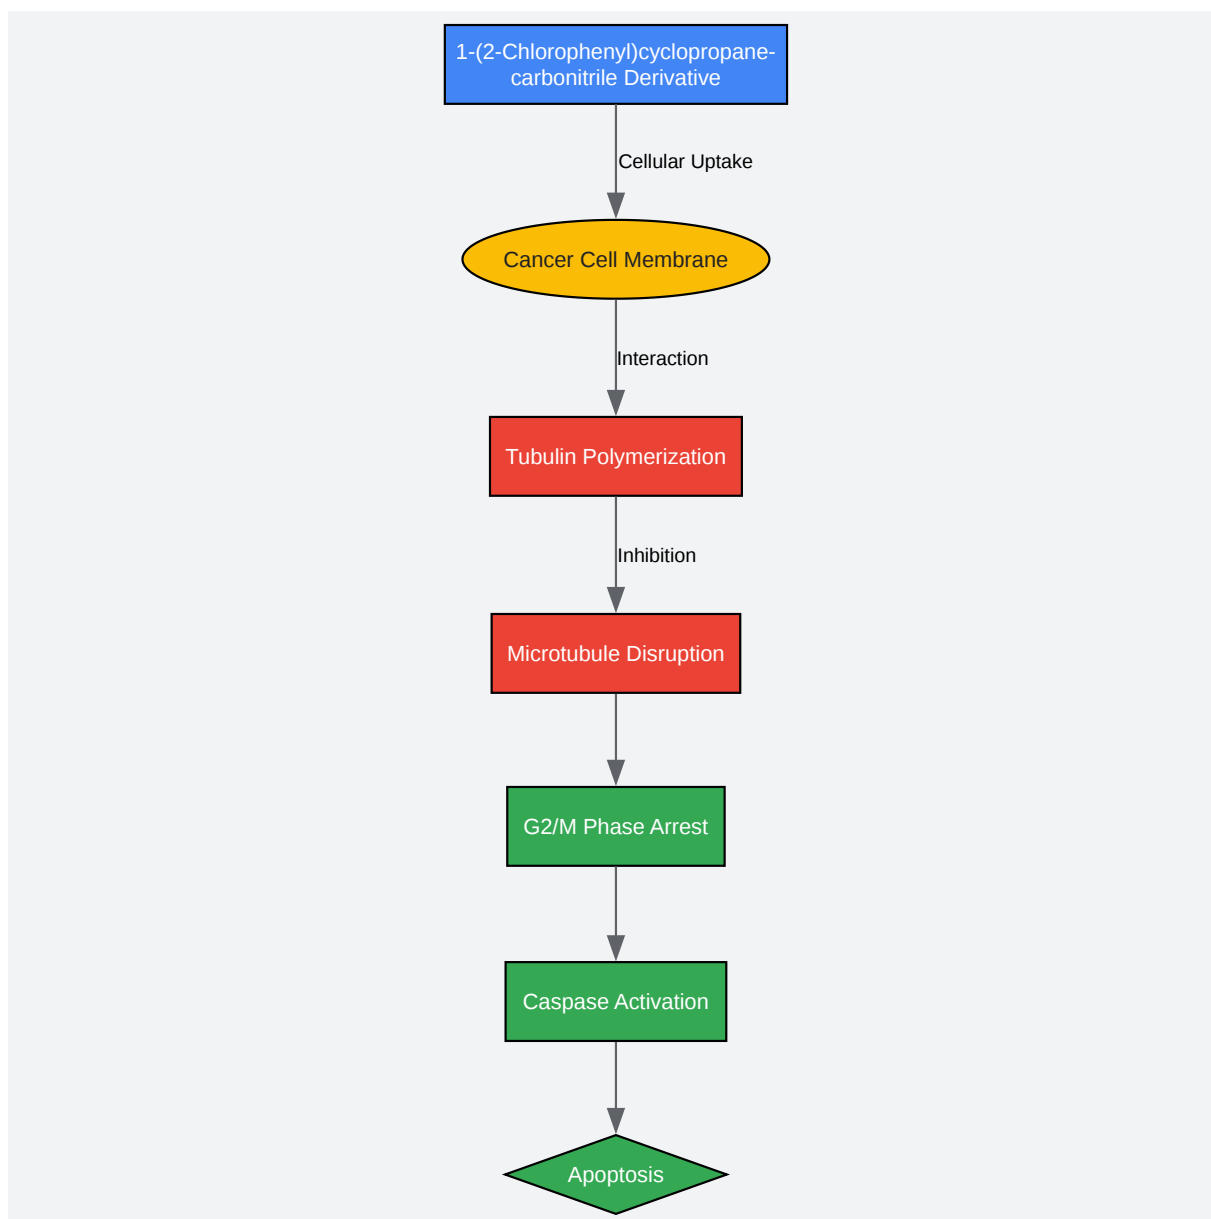 1-(2-Chlorophenyl)cyclopropane-
carbonitrile Derivative
Cellular Uptake
Cancer Cell Membrane
Interaction
Tubulin Polymerization
Inhibition
Microtubule Disruption
G2/M Phase Arrest
Caspase Activation
Apoptosis